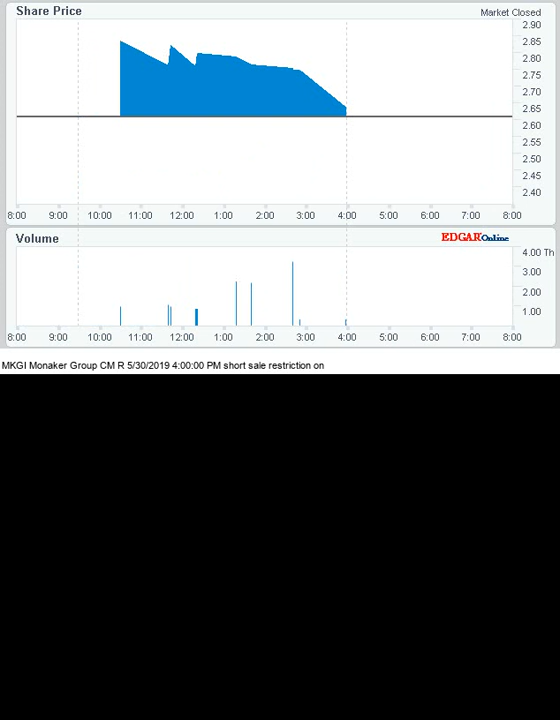 Share Price
Market Closed
2.90
2.85
2.80
2.75
2.70
2.65
2.60
2.55
2.50
2.45
2.40
8:00 9:00 10:00 11:00 12:00 1:00 2:00 3:00 4:00 5:00 6:00 7:00 8:00
Volume
EDGAROnline
4.00 Th
3.00
2.00
1.00
8:00 9:00 10:00 11:00 12:00 1:00 2:00 3:00 4:00 5:00 6:00 7:00 8:00
MKGI Monaker Group CM R 5/30/2019 4:00:00 PM short sale restriction on